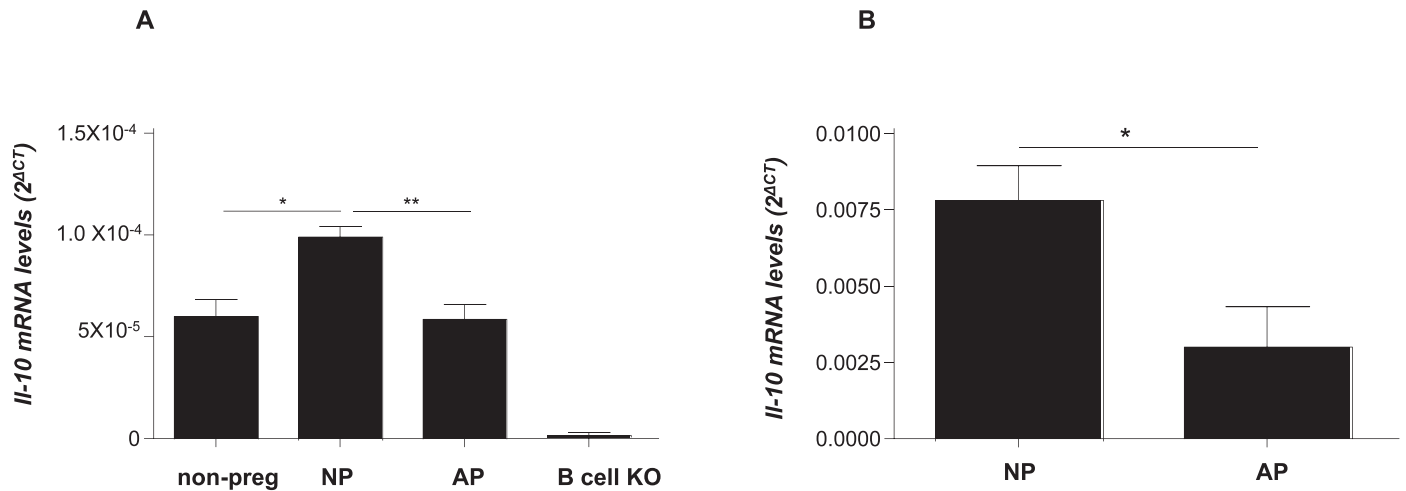 A
Il-10 mRNA levels (2ΔCT)
1.5X10-4
1.0 X10-4
5X10-5
0
*
**
non-preg NP AP B cell KO
B
Il-10 mRNA levels (2ΔCT)
0.0100
0.0075
0.0050
0.0025
0.0000
*
NP AP